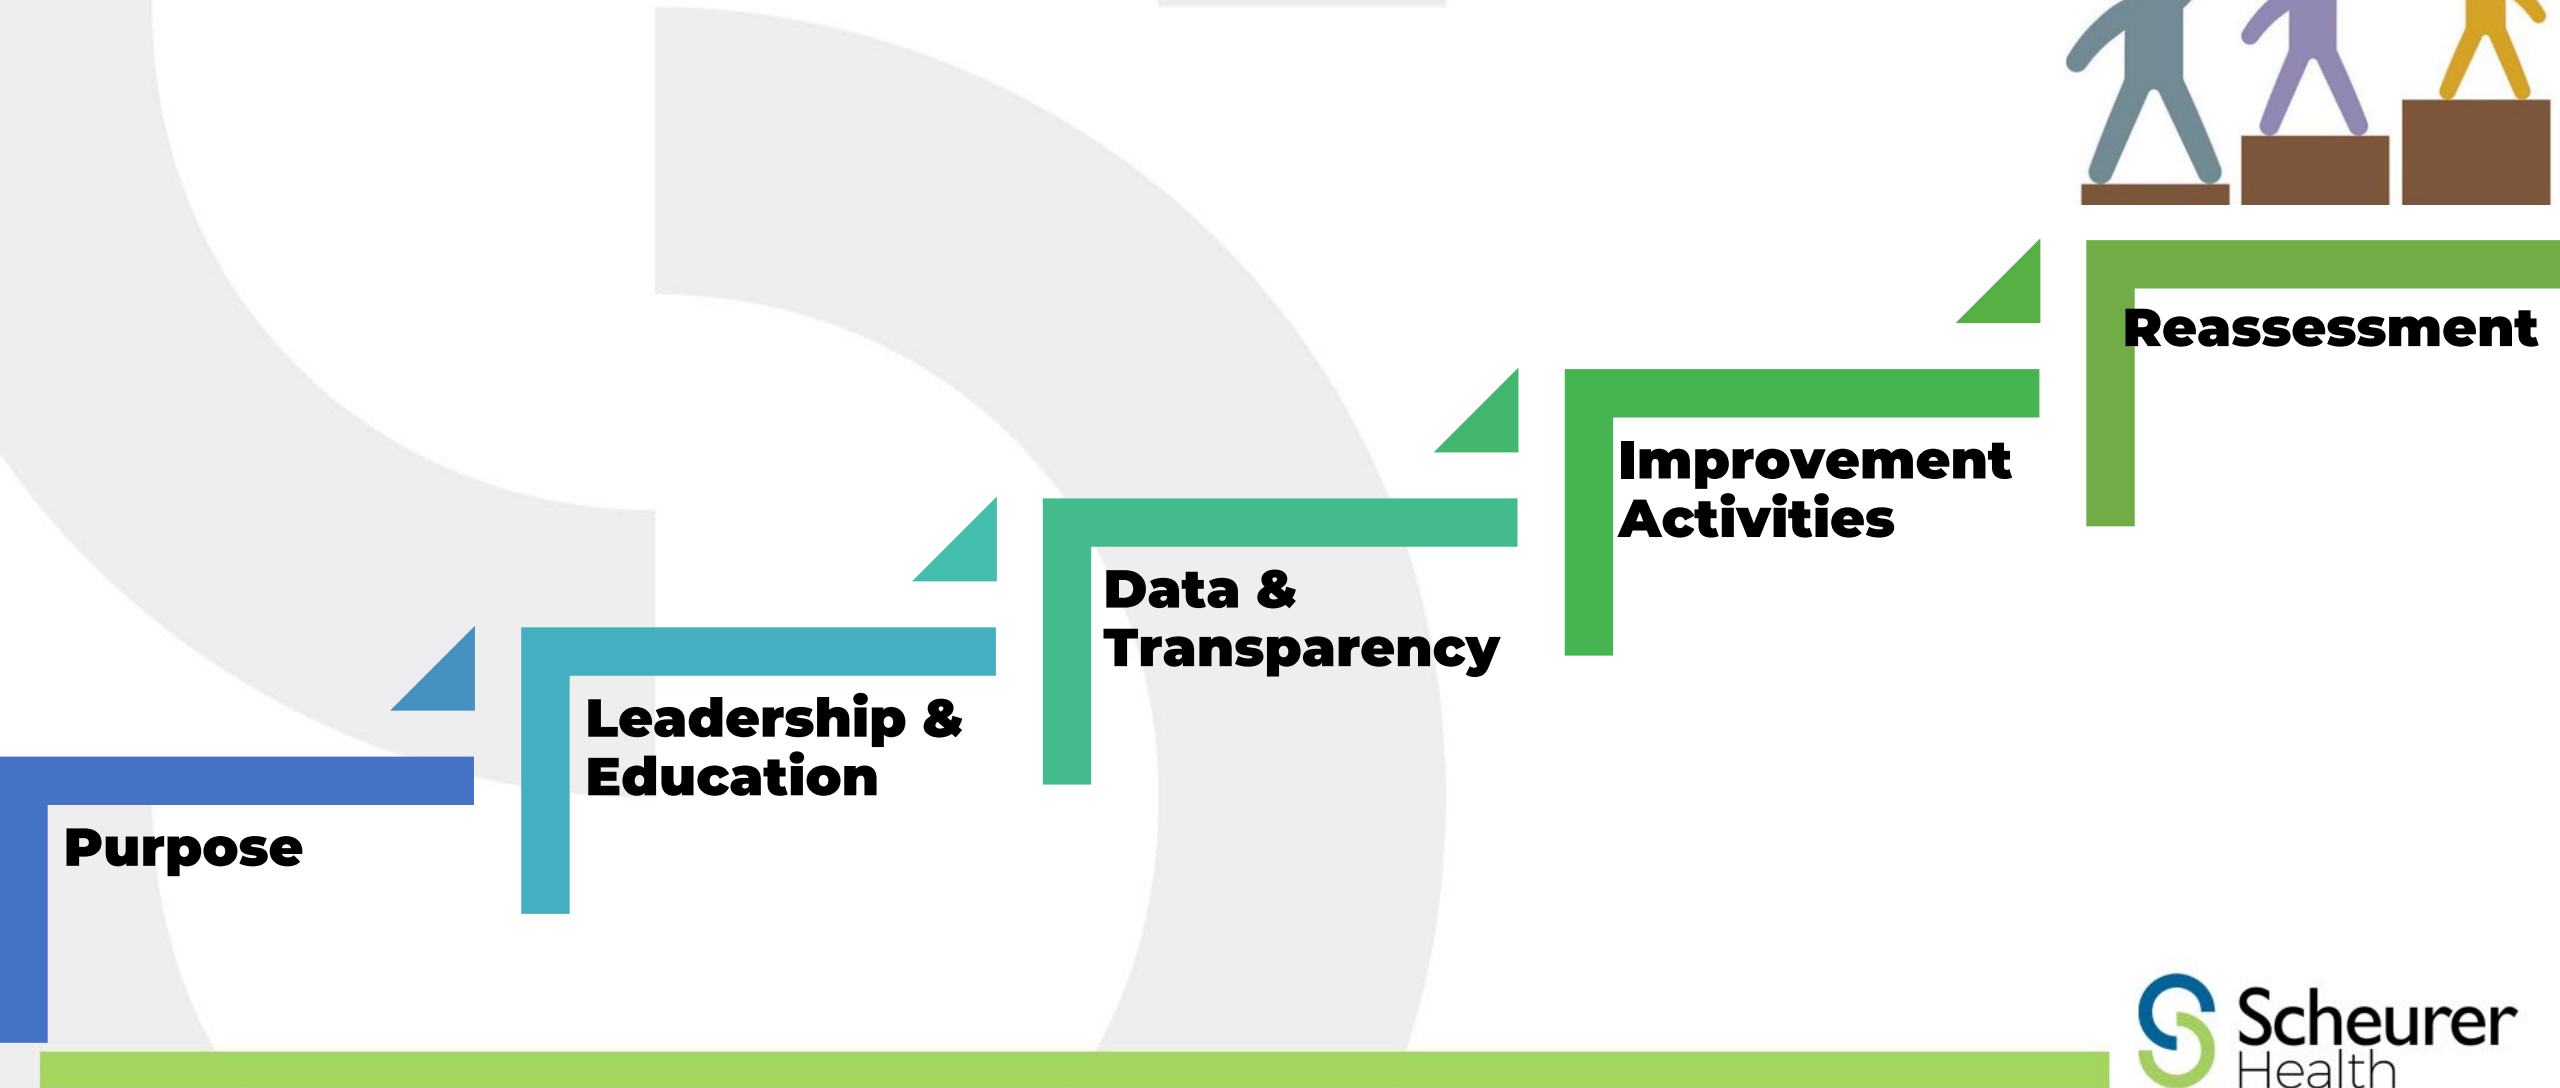 Purpose
Leadership &
Education
Data &
Transparency
Improvement
Activities
Reassessment
Scheurer
Health